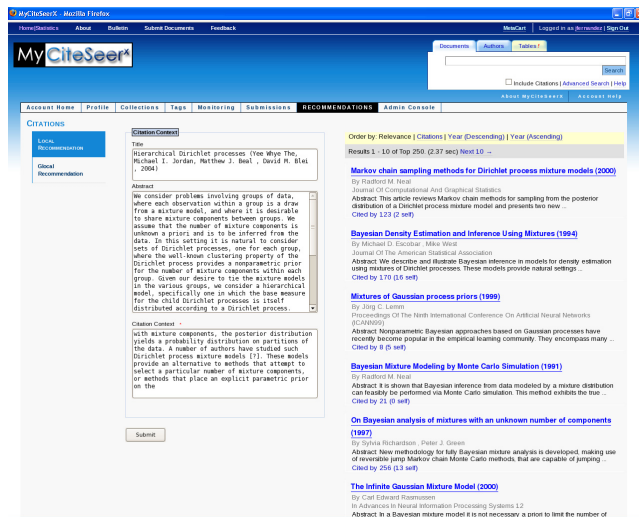 MyCiteSeerX - Mozilla Firefox
Home|Statistics About Bulletin Submit Documents Feedback MetaCart Logged in as jfernandez | Sign Out
My CiteSeerx
Documents Authors Tables !
Search
Include Citations | Advanced Search | Help
About MyCiteSeerX Account Help
Account Home Profile Collections Tags Monitoring Submissions RECOMMENDATIONS Admin Console
CITATIONS
LOCAL
RECOMMENDATION
Glocal
Recommendation
Citation Context
Title
Hierarchical Dirichlet processes (Yee Whye The,
Michael I. Jordan, Matthew J. Beal , David M. Blei
, 2004)
Abstract
We consider problems involving groups of data,
where each observation within a group is a draw
from a mixture model, and where it is desirable
to share mixture components between groups. We
assume that the number of mixture components is
unknown a priori and is to be inferred from the
data. In this setting it is natural to consider
sets of Dirichlet processes, one for each group,
where the well-known clustering property of the
Dirichlet process provides a nonparametric prior
for the number of mixture components within each
group. Given our desire to tie the mixture models
in the various groups, we consider a hierarchical
model, specifically one in which the base measure
for the child Dirichlet processes is itself
distributed according to a Dirichlet process.
Citation Context
with mixture components, the posterior distribution
yields a probability distribution on partitions of
the data. A number of authors have studied such
Dirichlet process mixture models [?]. These models
provide an alternative to methods that attempt to
select a particular number of mixture components,
or methods that place an explicit parametric prior
on the
Submit
Order by: Relevance | Citations | Year (Descending) | Year (Ascending)
Results 1 - 10 of Top 250. (2.37 sec) Next 10 →
Markov chain sampling methods for Dirichlet process mixture models (2000)
By Radford M. Neal
Journal Of Computational And Graphical Statistics
Abstract: This article reviews Markov chain methods for sampling from the posterior
distribution of a Dirichlet process mixture model and presents two new ...
Cited by 123 (2 self)
Bayesian Density Estimation and Inference Using Mixtures (1994)
By Michael D. Escobar , Mike West
Journal Of The American Statistical Association
Abstract: We describe and illustrate Bayesian inference in models for density estimation
using mixtures of Dirichlet processes. These models provide natural settings ...
Cited by 170 (16 self)
Mixtures of Gaussian process priors (1999)
By Jörg C. Lemm
Proceedings Of The Ninth International Conference On Artificial Neural Networks
(ICANN99)
Abstract: Nonparametric Bayesian approaches based on Gaussian processes have
recently become popular in the empirical learning community. They encompass many ...
Cited by 8 (5 self)
Bayesian Mixture Modeling by Monte Carlo Simulation (1991)
By Radford M. Neal
Abstract: It is shown that Bayesian inference from data modeled by a mixture distribution
can feasibly be performed via Monte Carlo simulation. This method exhibits the true ...
Cited by 21 (0 self)
On Bayesian analysis of mixtures with an unknown number of components
(1997)
By Sylvia Richardson , Peter J. Green
Abstract: New methodology for fully Bayesian mixture analysis is developed, making use
of reversible jump Markov chain Monte Carlo methods, that are capable of jumping ...
Cited by 256 (13 self)
The Infinite Gaussian Mixture Model (2000)
By Carl Edward Rasmussen
In Advances In Neural Information Processing Systems 12
Abstract: In a Bayesian mixture model it is not necessary a priori to limit the number of